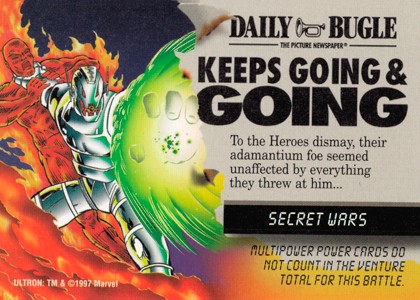 DAILY BUGLE
THE PICTURE NEWSPAPER®
KEEPS GOING &
GOING
To the Heroes dismay, their
adamantium foe seemed
unaffected by everything
they threw at him...
SECRET WARS
MULTIPOWER POWER CARDS DO
NOT COUNT IN THE VENTURE
TOTAL FOR THIS BATTLE.
ULTRON: TM & ©1997 Marvel